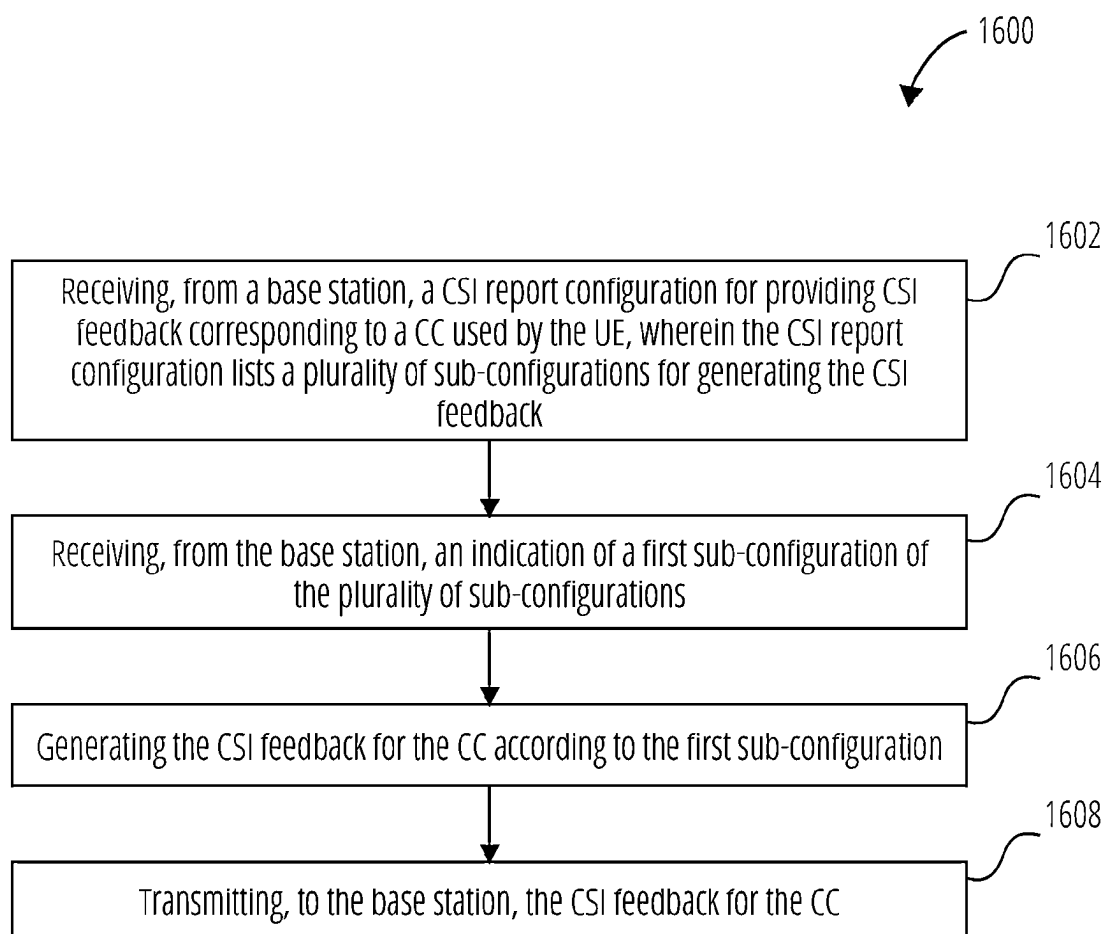 1600
1602
Receiving, from a base station, a CSI report configuration for providing CSI
feedback corresponding to a CC used by the UE, wherein the CSI report
configuration lists a plurality of sub-configurations for generating the CSI
feedback
1604
Receiving, from the base station, an indication of a first sub-configuration of
the plurality of sub-configurations
1606
Generating the CSI feedback for the CC according to the first sub-configuration
1608
Transmitting, to the base station, the CSI feedback for the CC